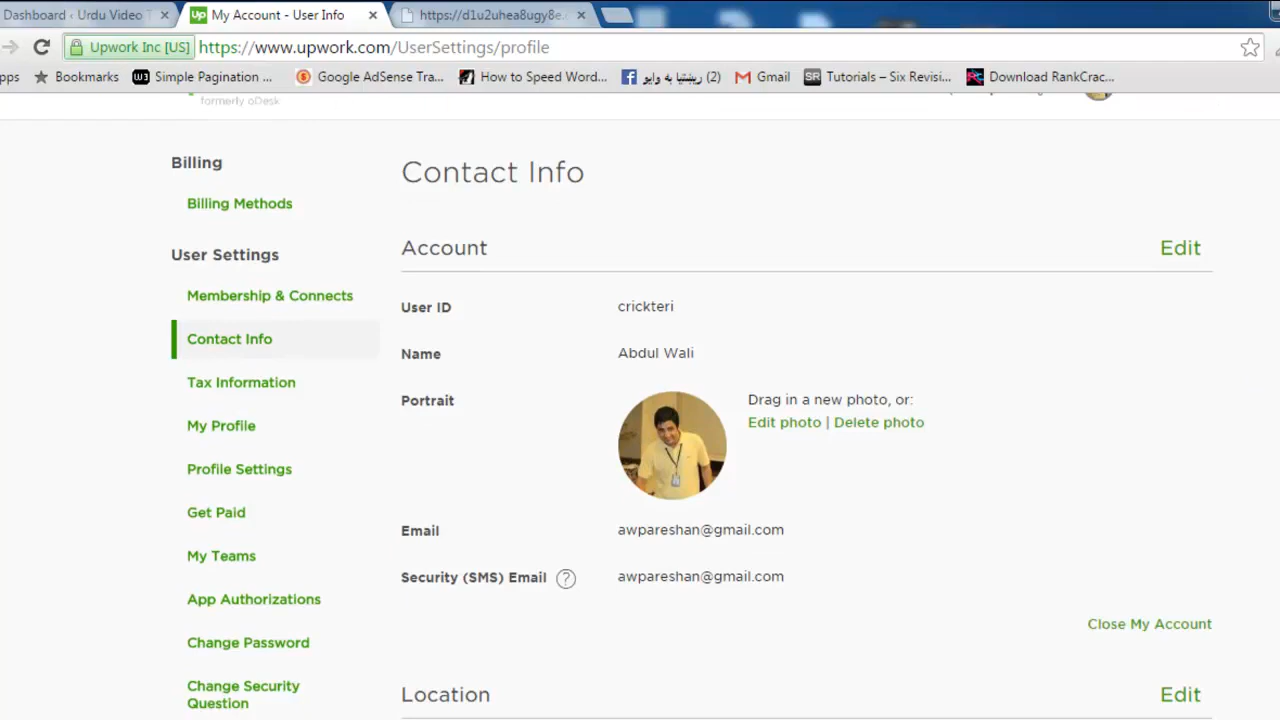 Dashboard ‹ Urdu Video T
My Account - User Info
https://d1u2uhea8ugy8e.c
Upwork Inc [US] https://www.upwork.com/UserSettings/profile
pps Bookmarks Simple Pagination ... Google AdSense Tra... How to Speed Word... (2) ریښتیا به وایو Gmail Tutorials – Six Revisi... Download RankCrac...
formerly oDesk
Billing
Billing Methods
User Settings
Membership & Connects
Contact Info
Tax Information
My Profile
Profile Settings
Get Paid
My Teams
App Authorizations
Change Password
Change Security
Question
Contact Info
Account Edit
User ID crickteri
Name Abdul Wali
Portrait
Drag in a new photo, or:
Edit photo | Delete photo
Email awpareshan@gmail.com
Security (SMS) Email ? awpareshan@gmail.com
Close My Account
Location Edit